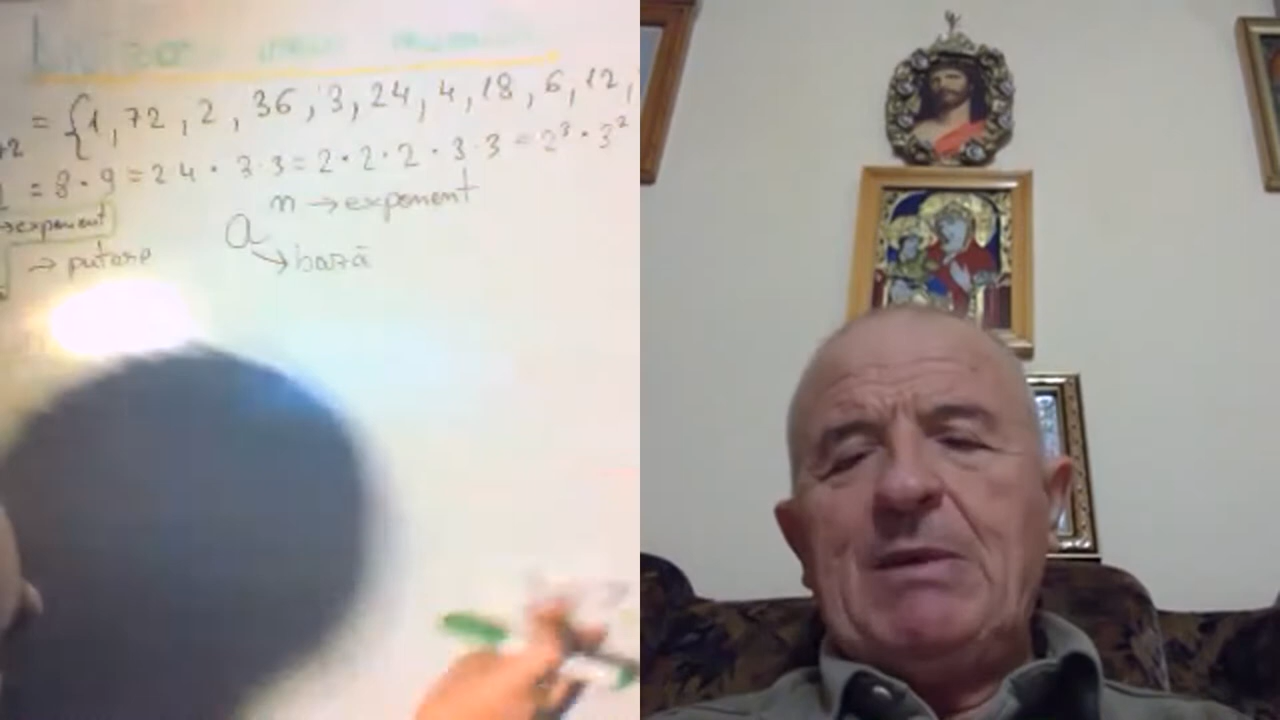 = {1, 72, 2, 36, 3, 24, 4, 18, 6, 12,
= 8 · 9 = 2 4 · 3·3 = 2 · 2 · 2 · 3·3 = 2³ · 3²
n → exponent
→ exponent
a
→ putere
→ bază